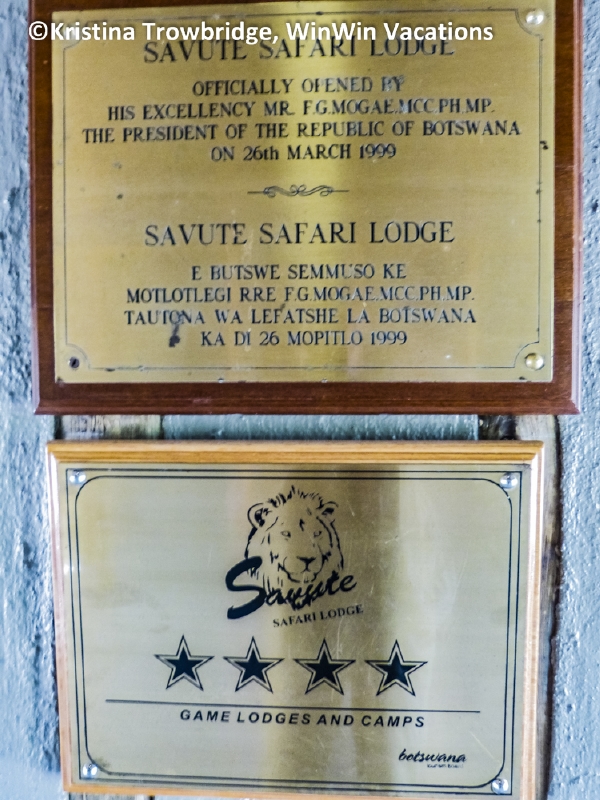 ©Kristina Trowbridge, WinWin Vacations
SAVUTE SAFARI LODGE
OFFICIALLY OPENED BY
HIS EXCELLENCY MR. F.G.MOGAE.MCC.PH.MP.
THE PRESIDENT OF THE REPUBLIC OF BOTSWANA
ON 26th MARCH 1999
SAVUTE SAFARI LODGE
E BUTSWE SEMMUSO KE
MOTLOTLEGI RRE F.G.MOGAE.MCC.PH.MP.
TAUTONA WA LEFATSHE LA BOTSWANA
KA DI 26 MOPITLO 1999
Savute
SAFARI LODGE
GAME LODGES AND CAMPS
botswana